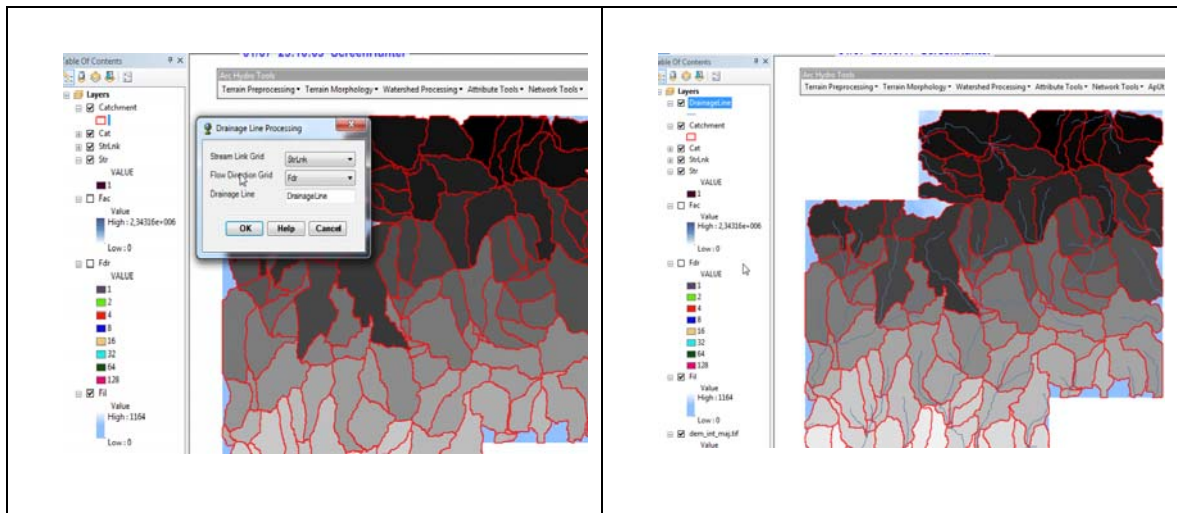 able Of Contents
Layers
Catchment
Cat
StrLnk
Str
VALUE
1
Fac
Value
High : 2,34316e+006
Low : 0
Fdr
VALUE
1
2
4
8
16
32
64
128
Fil
Value
High : 1164
Low : 0
Arc Hydro Tools
Terrain Preprocessing Terrain Morphology Watershed Processing Attribute Tools Network Tools
Drainage Line Processing
Stream Link Grid StrLnk
Flow Direction Grid Fdr
Drainage Line DrainageLine
OK Help Cancel
able Of Contents
Layers
DrainageLine
Catchment
Cat
StrLnk
Str
VALUE
1
Fac
Value
High : 2,34316e+006
Low : 0
Fdr
VALUE
1
2
4
8
16
32
64
128
Fil
Value
High : 1164
Low : 0
dem_int_maj.tif
Value
Arc Hydro Tools
Terrain Preprocessing Terrain Morphology Watershed Processing Attribute Tools Network Tools ApUt